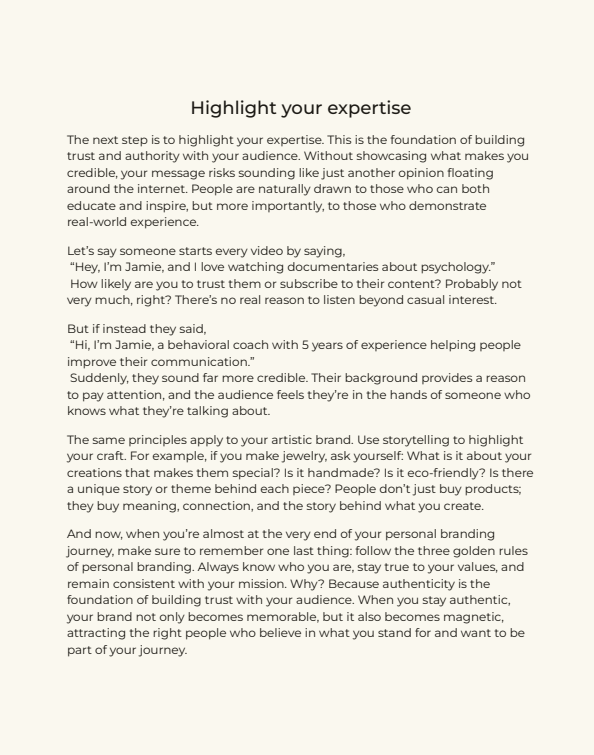 Highlight your expertise
The next step is to highlight your expertise. This is the foundation of building
trust and authority with your audience. Without showcasing what makes you
credible, your message risks sounding like just another opinion floating
around the internet. People are naturally drawn to those who can both
educate and inspire, but more importantly, to those who demonstrate
real-world experience.
Let’s say someone starts every video by saying,
“Hey, I’m Jamie, and I love watching documentaries about psychology.”
How likely are you to trust them or subscribe to their content? Probably not
very much, right? There’s no real reason to listen beyond casual interest.
But if instead they said,
“Hi, I’m Jamie, a behavioral coach with 5 years of experience helping people
improve their communication.”
Suddenly, they sound far more credible. Their background provides a reason
to pay attention, and the audience feels they’re in the hands of someone who
knows what they’re talking about.
The same principles apply to your artistic brand. Use storytelling to highlight
your craft. For example, if you make jewelry, ask yourself: What is it about your
creations that makes them special? Is it handmade? Is it eco-friendly? Is there
a unique story or theme behind each piece? People don’t just buy products;
they buy meaning, connection, and the story behind what you create.
And now, when you’re almost at the very end of your personal branding
journey, make sure to remember one last thing: follow the three golden rules
of personal branding. Always know who you are, stay true to your values, and
remain consistent with your mission. Why? Because authenticity is the
foundation of building trust with your audience. When you stay authentic,
your brand not only becomes memorable, but it also becomes magnetic,
attracting the right people who believe in what you stand for and want to be
part of your journey.